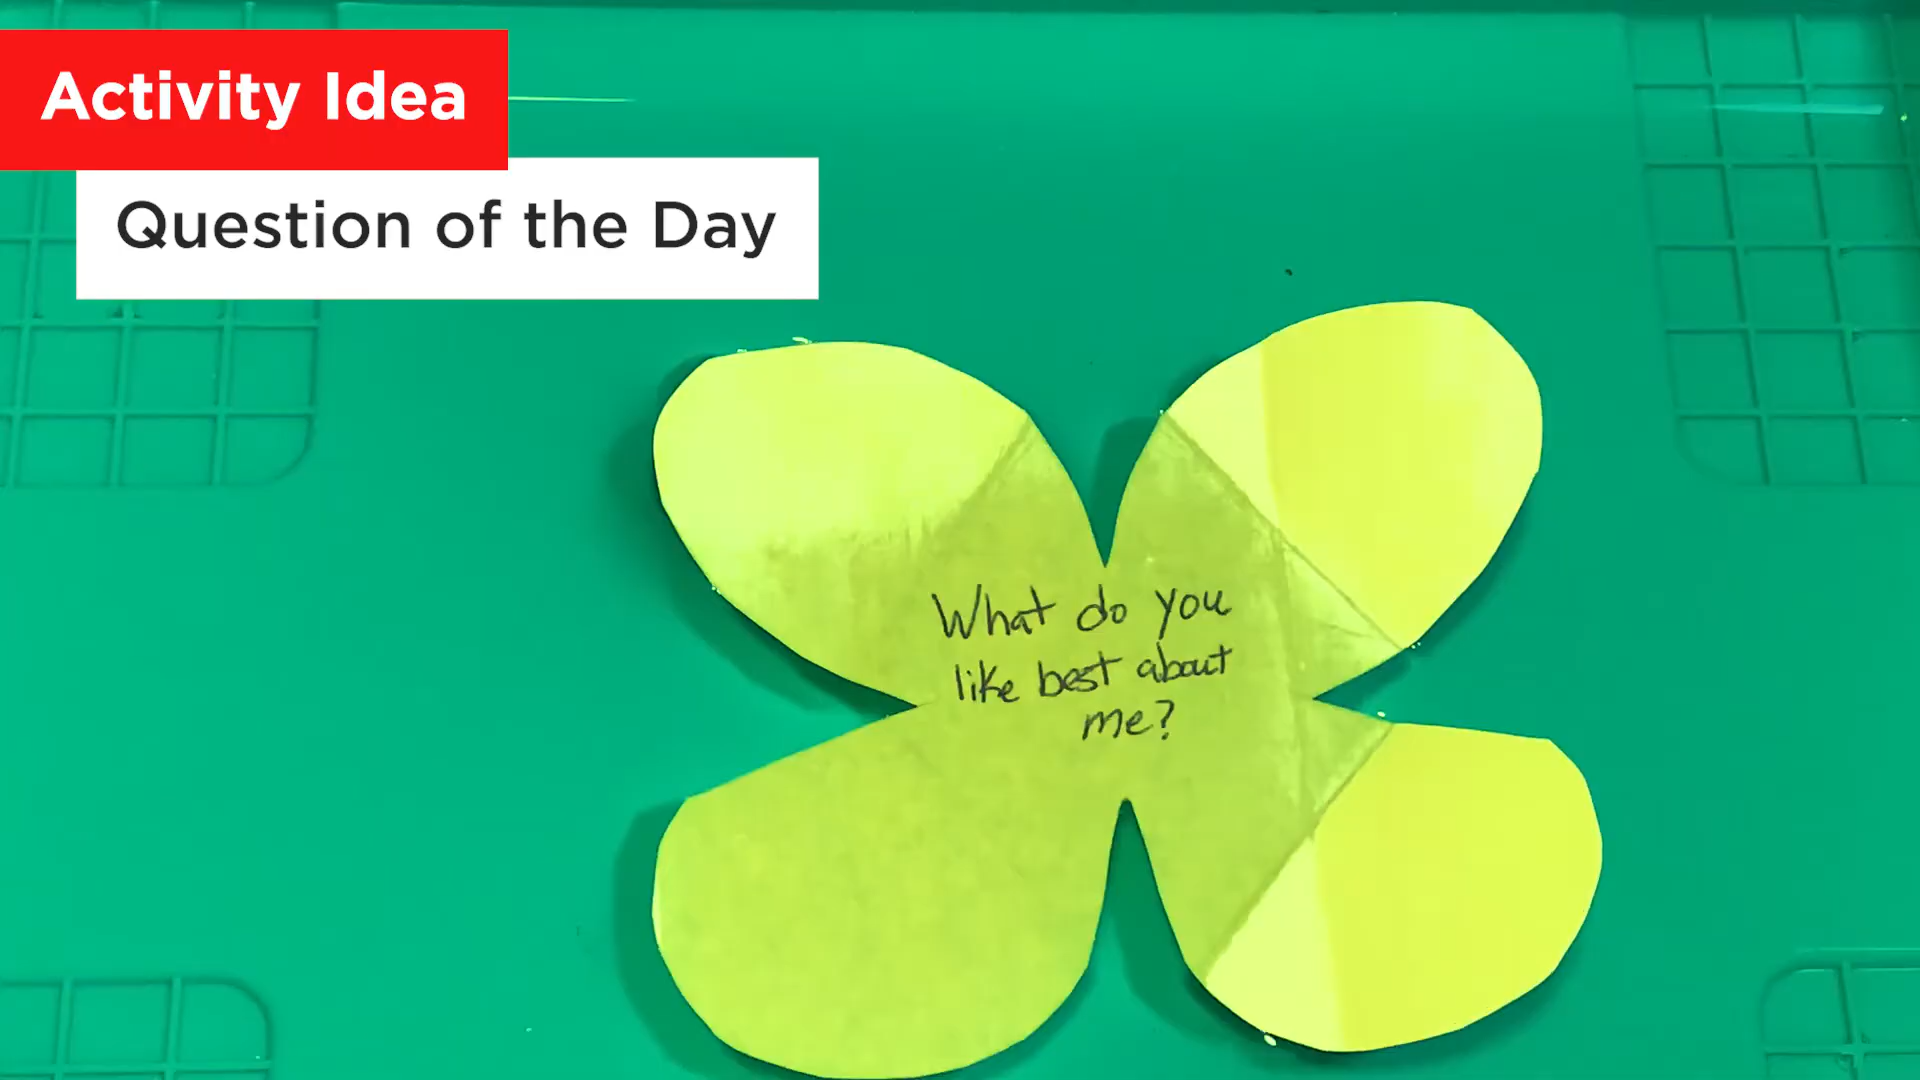 Activity Idea
Question of the Day
What do you
like best about
me?